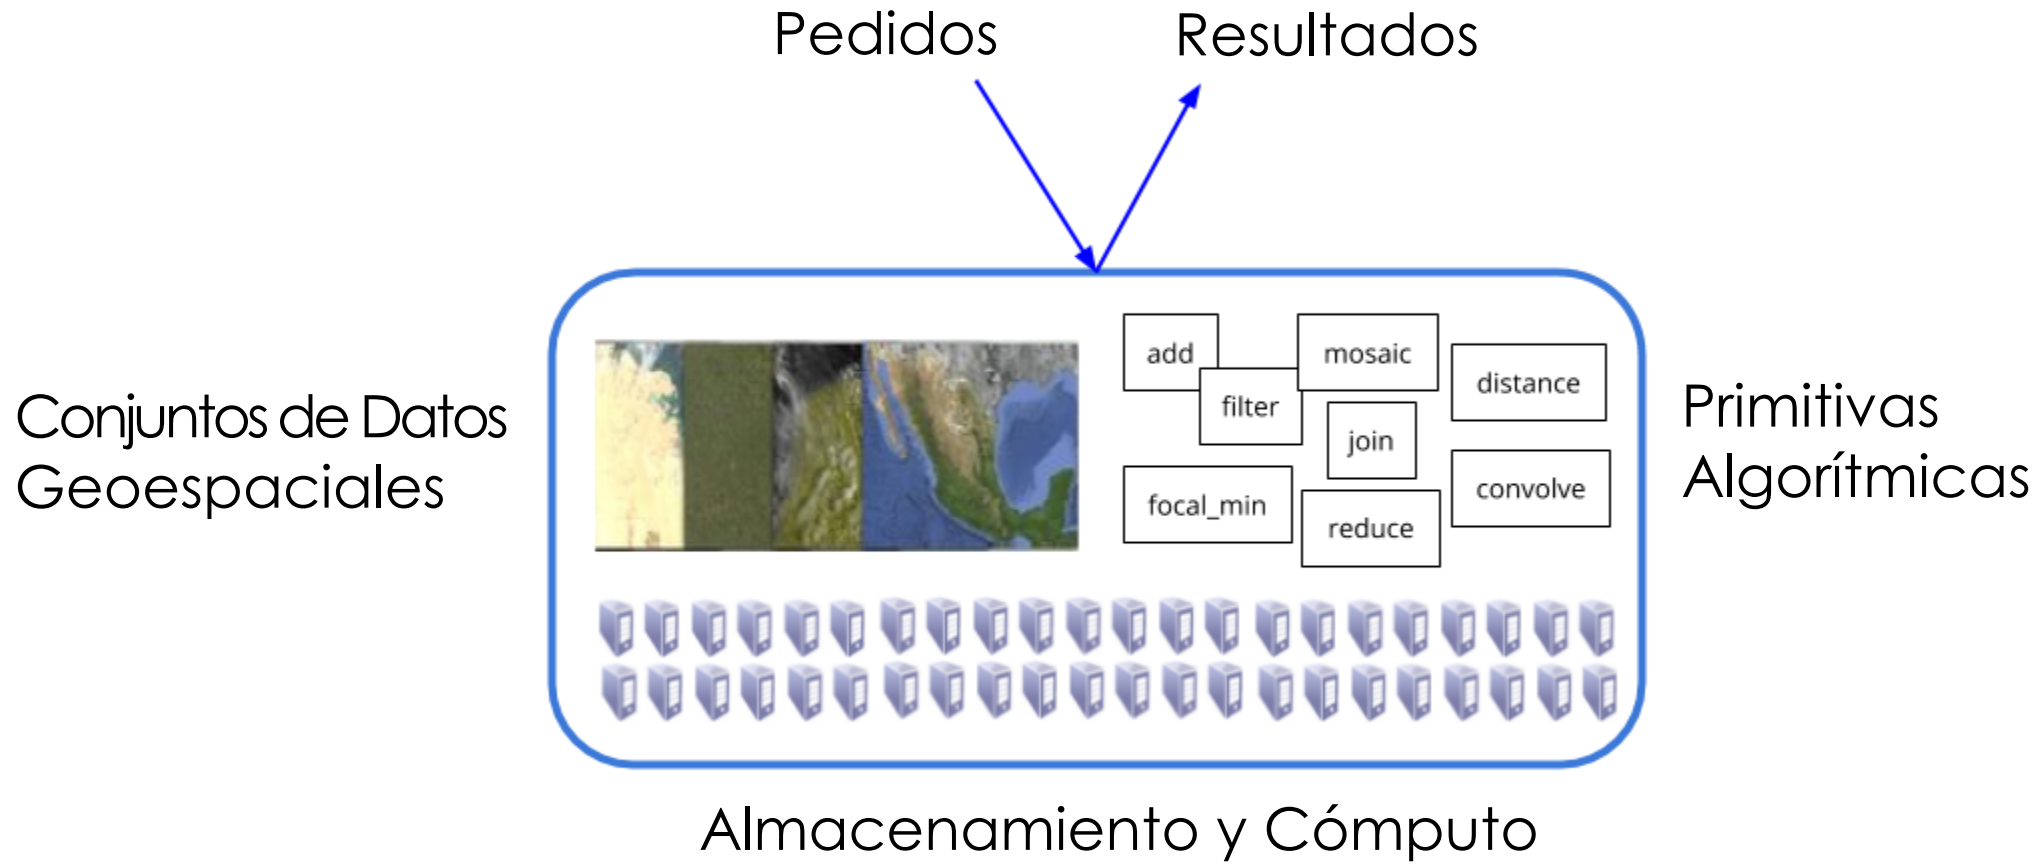 Pedidos
Resultados
Conjuntos de Datos
Geoespaciales
add
mosaic
distance
filter
join
focal_min
convolve
reduce
Primitivas
Algorítmicas
Almacenamiento y Cómputo